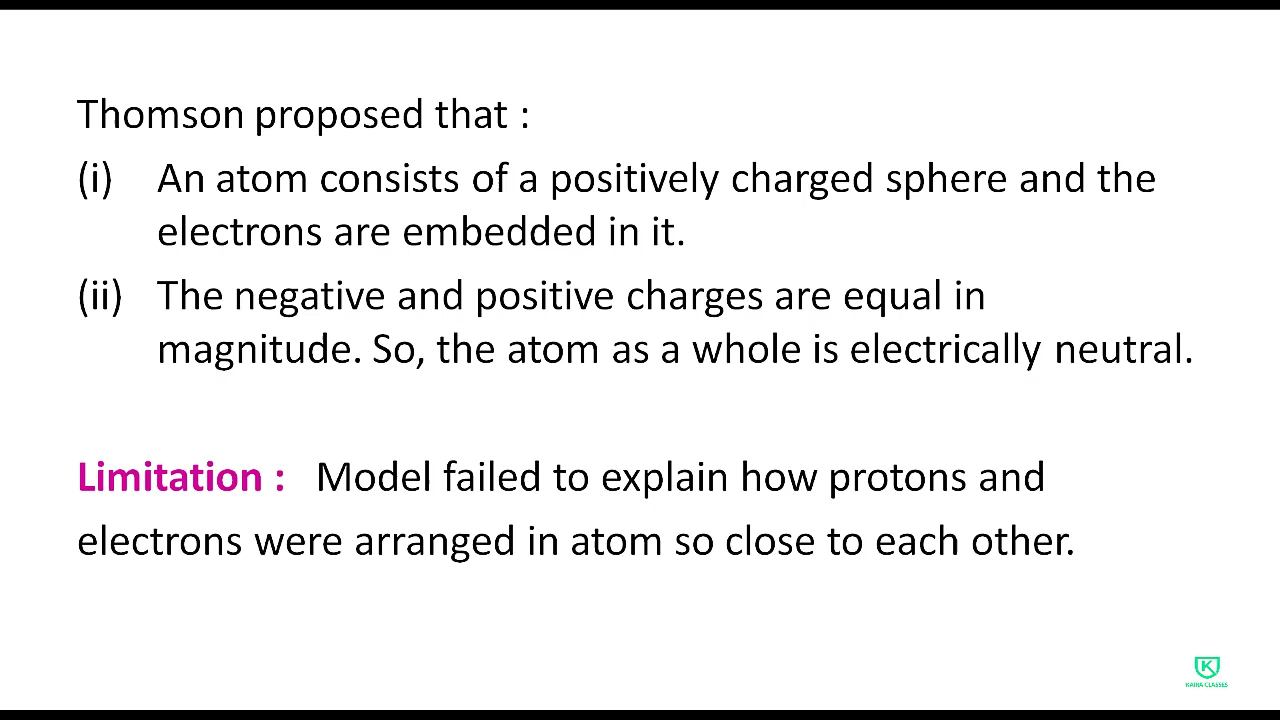 Thomson proposed that :
(i) An atom consists of a positively charged sphere and the
electrons are embedded in it.
(ii) The negative and positive charges are equal in
magnitude. So, the atom as a whole is electrically neutral.
Limitation : Model failed to explain how protons and
electrons were arranged in atom so close to each other.
K
KAIRA CLASSES